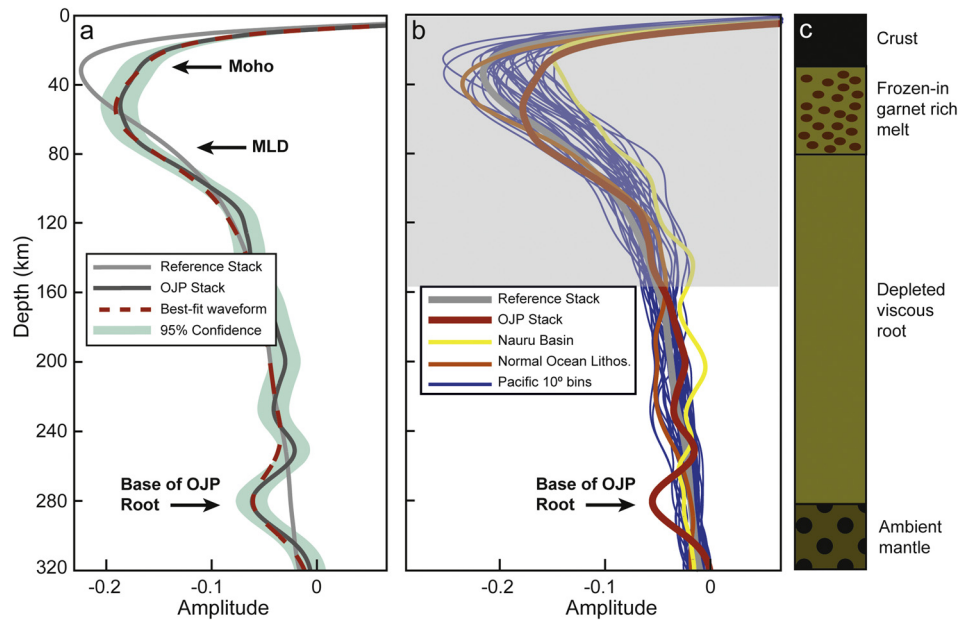 a
0
40
80
120
160
200
240
280
320
Depth (km)
Moho
MLD
Reference Stack
OJP Stack
Best-fit waveform
95% Confidence
Base of OJP
Root
-0.2
-0.1
0
Amplitude
b
Reference Stack
OJP Stack
Nauru Basin
Normal Ocean Lithos.
Pacific 10º bins
Base of OJP
Root
-0.2
-0.1
0
Amplitude
c
Crust
Frozen-in
garnet rich
melt
Depleted
viscous
root
Ambient
mantle